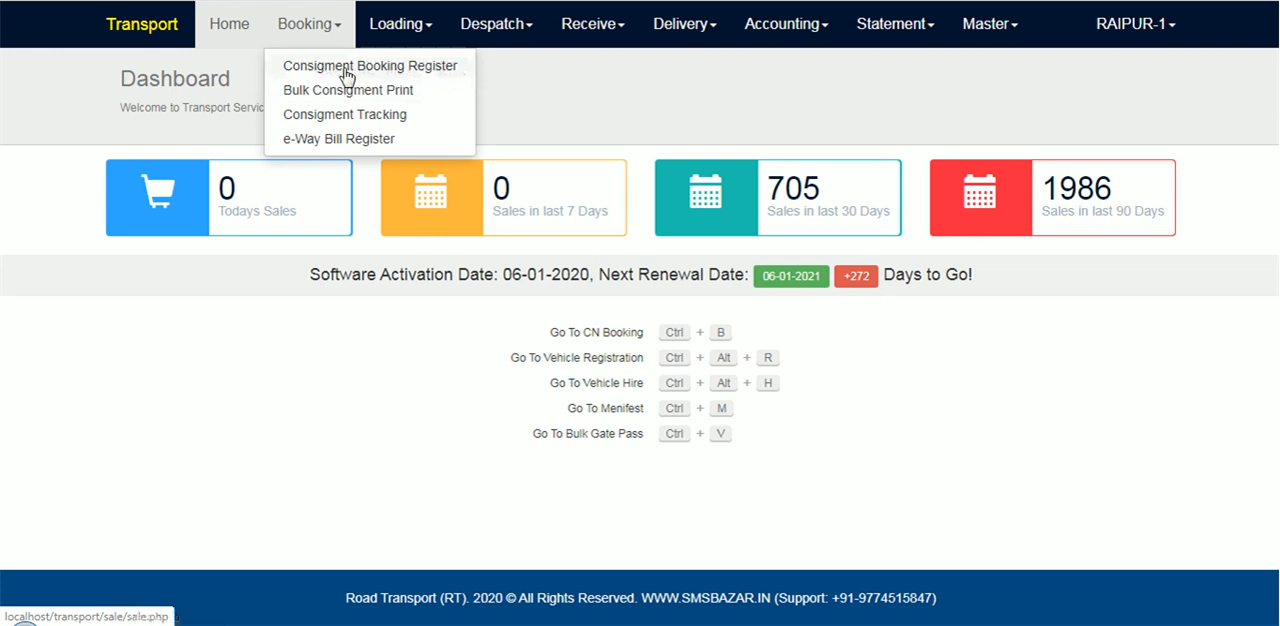 Transport Home Booking Loading Despatch Receive Delivery Accounting Statement Master RAIPUR-1
Consigment Booking Register
Bulk Consigment Print
Consigment Tracking
e-Way Bill Register
Dashboard
Welcome to Transport Servic
0
Todays Sales
0
Sales in last 7 Days
705
Sales in last 30 Days
1986
Sales in last 90 Days
Software Activation Date: 06-01-2020, Next Renewal Date: 06-01-2021 +272 Days to Go!
Go To CN Booking Ctrl + B
Go To Vehicle Registration Ctrl + Alt + R
Go To Vehicle Hire Ctrl + Alt + H
Go To Menifest Ctrl + M
Go To Bulk Gate Pass Ctrl + V
Road Transport (RT). 2020 © All Rights Reserved. WWW.SMSBAZAR.IN (Support: +91-9774515847)
localhost/transport/sale/sale.php